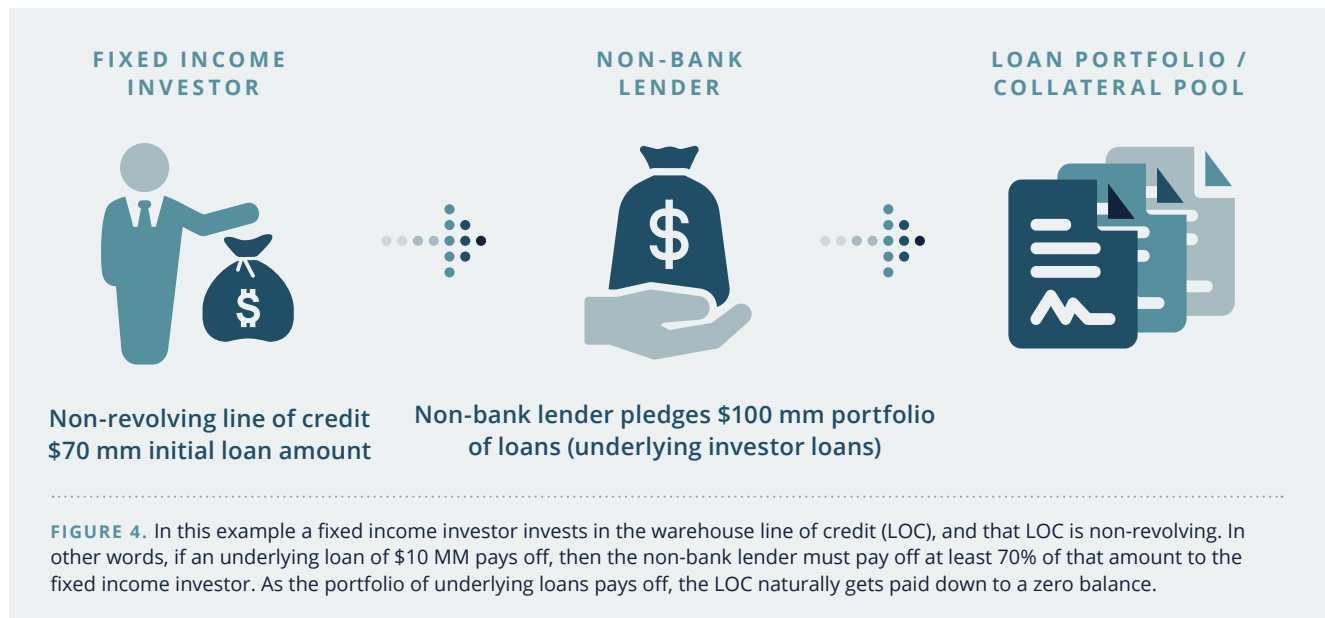 FIXED INCOME
INVESTOR
NON-BANK
LENDER
LOAN PORTFOLIO /
COLLATERAL POOL
$
$
Non-revolving line of credit
$70 mm initial loan amount
Non-bank lender pledges $100 mm portfolio
of loans (underlying investor loans)
FIGURE 4. In this example a fixed income investor invests in the warehouse line of credit (LOC), and that LOC is non-revolving. In
other words, if an underlying loan of $10 MM pays off, then the non-bank lender must pay off at least 70% of that amount to the
fixed income investor. As the portfolio of underlying loans pays off, the LOC naturally gets paid down to a zero balance.